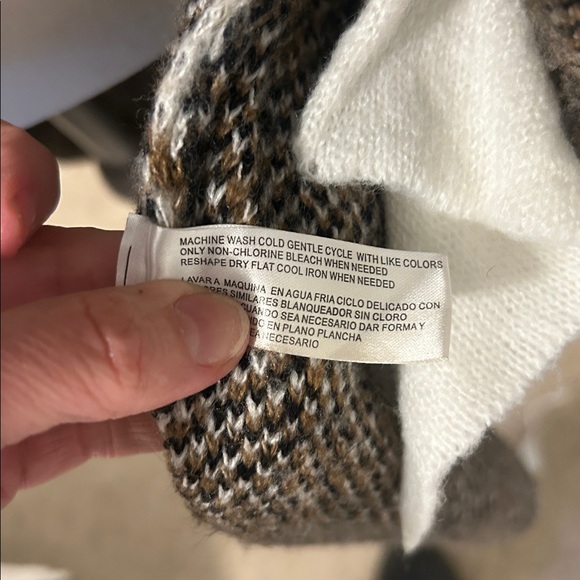 MACHINE WASH COLD GENTLE CYCLE WITH LIKE COLORS
ONLY NON-CHLORINE BLEACH WHEN NEEDED
RESHAPE DRY FLAT COOL IRON WHEN NEEDED
LAVAR A MAQUINA EN AGUA FRIA CICLO DELICADO CON
SIMILARES BLANQUEADOR SIN CLORO
CUANDO SEA NECESARIO DAR FORMA Y
EN PLANO PLANCHA
SEA NECESARIO